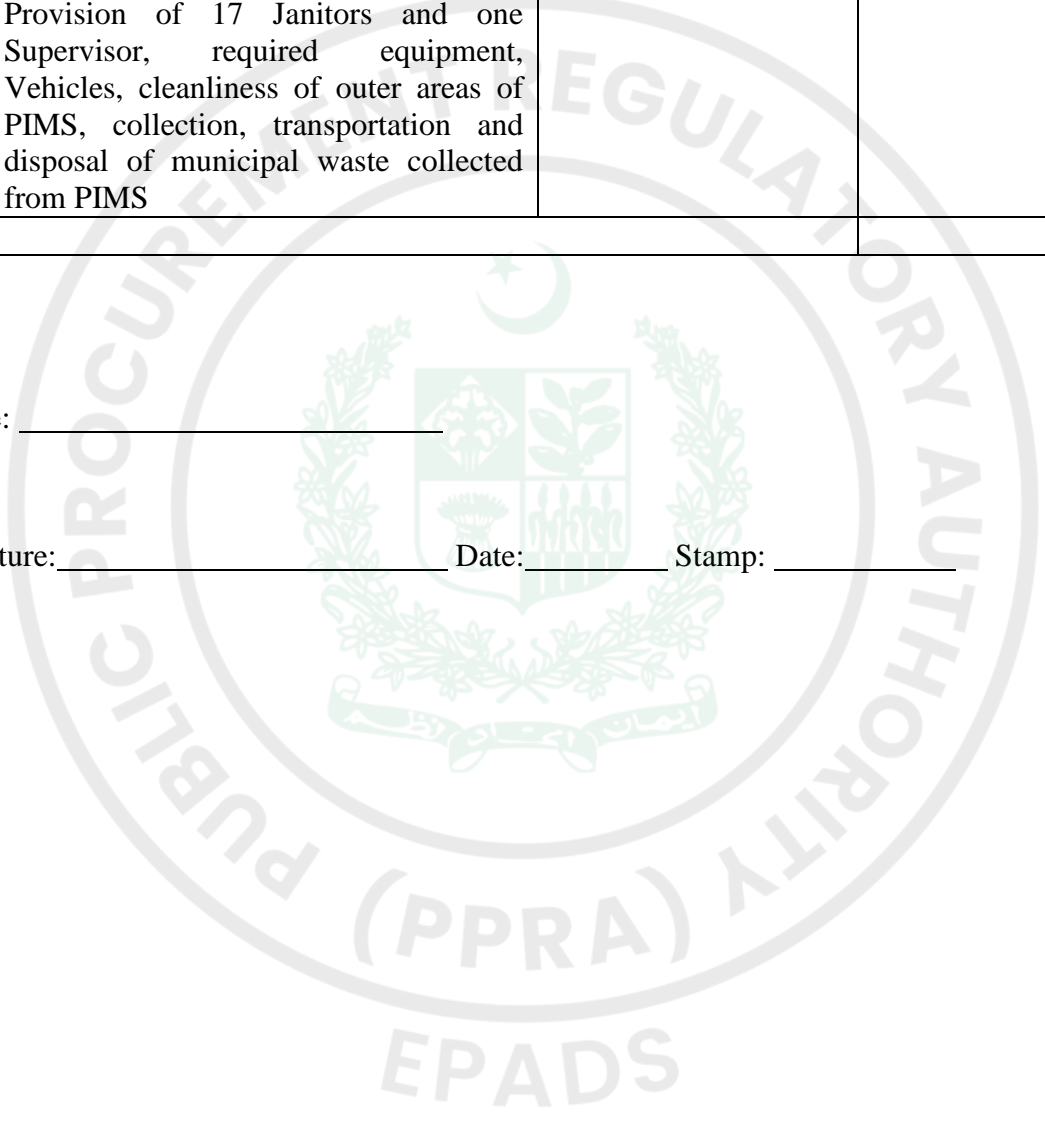 Provision of 17 Janitors and one
Supervisor, required equipment,
Vehicles, cleanliness of outer areas of
PIMS, collection, transportation and
disposal of municipal waste collected
from PIMS
e:
ture: Date: Stamp:
PUBLIC PROCUREMENT REGULATORY AUTHORITY
(PPRA)
EPADS